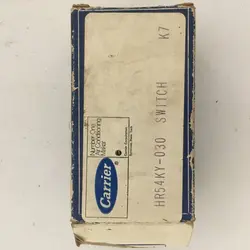 K7
HR54KY-030 SWITCH
Number One
Air Conditioning
Maker
Carrier